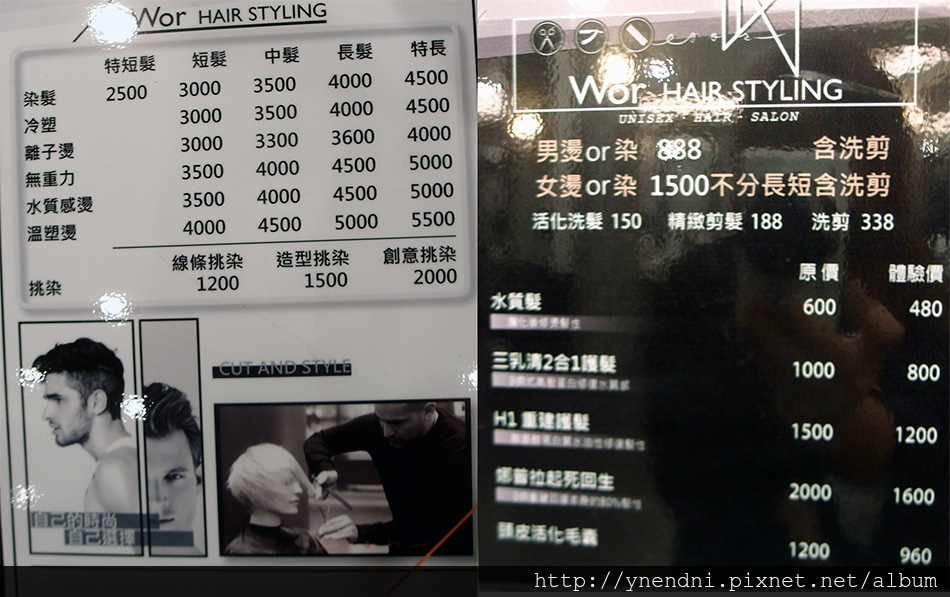 Wor HAIR STYLING
特短髮 短髮 中髮 長髮 特長
染髮 2500 3000 3500 4000 4500
冷塑 3000 3500 4000 4500
離子燙 3000 3300 3600 4000
無重力 3500 4000 4500 5000
水質感燙 3500 4000 4500 5000
溫塑燙 4000 4500 5000 5500
線條挑染 造型挑染 創意挑染
挑染 1200 1500 2000
CUT AND STYLE
自己的時尚
自己選擇
Wor HAIR STYLING
UNISEX - HAIR - SALON
男燙or染 888 含洗剪
女燙or染 1500不分長短含洗剪
活化洗髮 150 精緻剪髮 188 洗剪 338
原價 體驗價
水質髮 600 480
三乳清2合1護髮 1000 800
H1 重建護髮 1500 1200
娜普拉起死回生 2000 1600
頭皮活化毛囊 1200 960
http://ynendni.pixnet.net/album